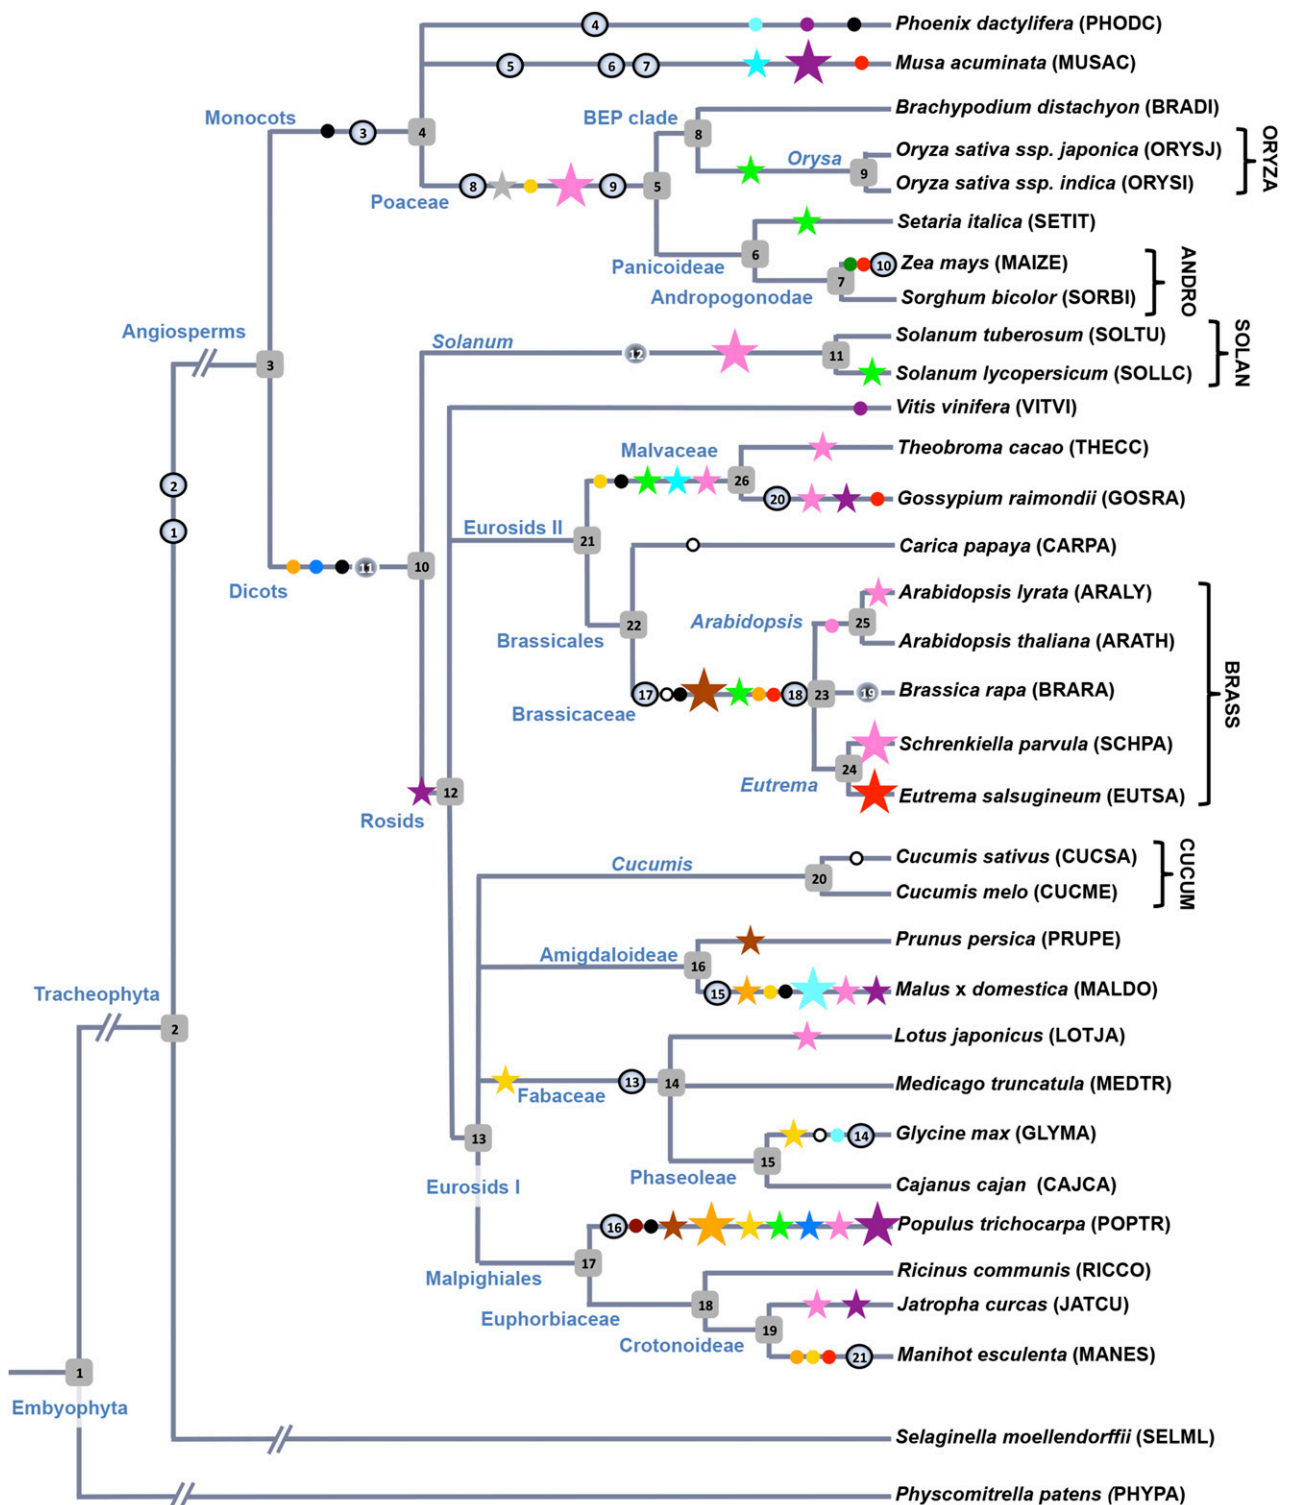 4
Phoenix dactylifera (PHODC)
5 6 7
Musa acuminata (MUSAC)
Monocots
3
4
BEP clade
8
Brachypodium distachyon (BRADI)
Orysa
9
Oryza sativa ssp. japonica (ORYSJ)
Oryza sativa ssp. indica (ORYSI)
ORYZA
Poaceae
8
9
5
Setaria italica (SETIT)
Panicoideae
6
Andropogonodae
7
10
Zea mays (MAIZE)
Sorghum bicolor (SORBI)
ANDRO
Angiosperms
3
Solanum
12
11
Solanum tuberosum (SOLTU)
Solanum lycopersicum (SOLLC)
SOLAN
Vitis vinifera (VITVI)
Malvaceae
26
Theobroma cacao (THECC)
20
Gossypium raimondii (GOSRA)
2
1
Eurosids II
21
Dicots
11
10
Carica papaya (CARPA)
Brassicales
22
Arabidopsis
25
Arabidopsis lyrata (ARALY)
Arabidopsis thaliana (ARATH)
Brassicaceae
17
18
23
19
Brassica rapa (BRARA)
Eutrema
24
Schrenkiella parvula (SCHPA)
Eutrema salsugineum (EUTSA)
BRASS
Rosids
12
Cucumis
20
Cucumis sativus (CUCSA)
Cucumis melo (CUCME)
CUCUM
Amigdaloideae
16
Prunus persica (PRUPE)
15
Malus x domestica (MALDO)
Tracheophyta
2
Lotus japonicus (LOTJA)
Fabaceae
13
14
Medicago truncatula (MEDTR)
13
Eurosids I
Phaseoleae
15
14
Glycine max (GLYMA)
Cajanus cajan (CAJCA)
16
Populus trichocarpa (POPTR)
Malpighiales
17
Euphorbiaceae
18
Ricinus communis (RICCO)
Crotonoideae
19
Jatropha curcas (JATCU)
21
Manihot esculenta (MANES)
1
Embyophyta
Selaginella moellendorffii (SELML)
Physcomitrella patens (PHYPA)